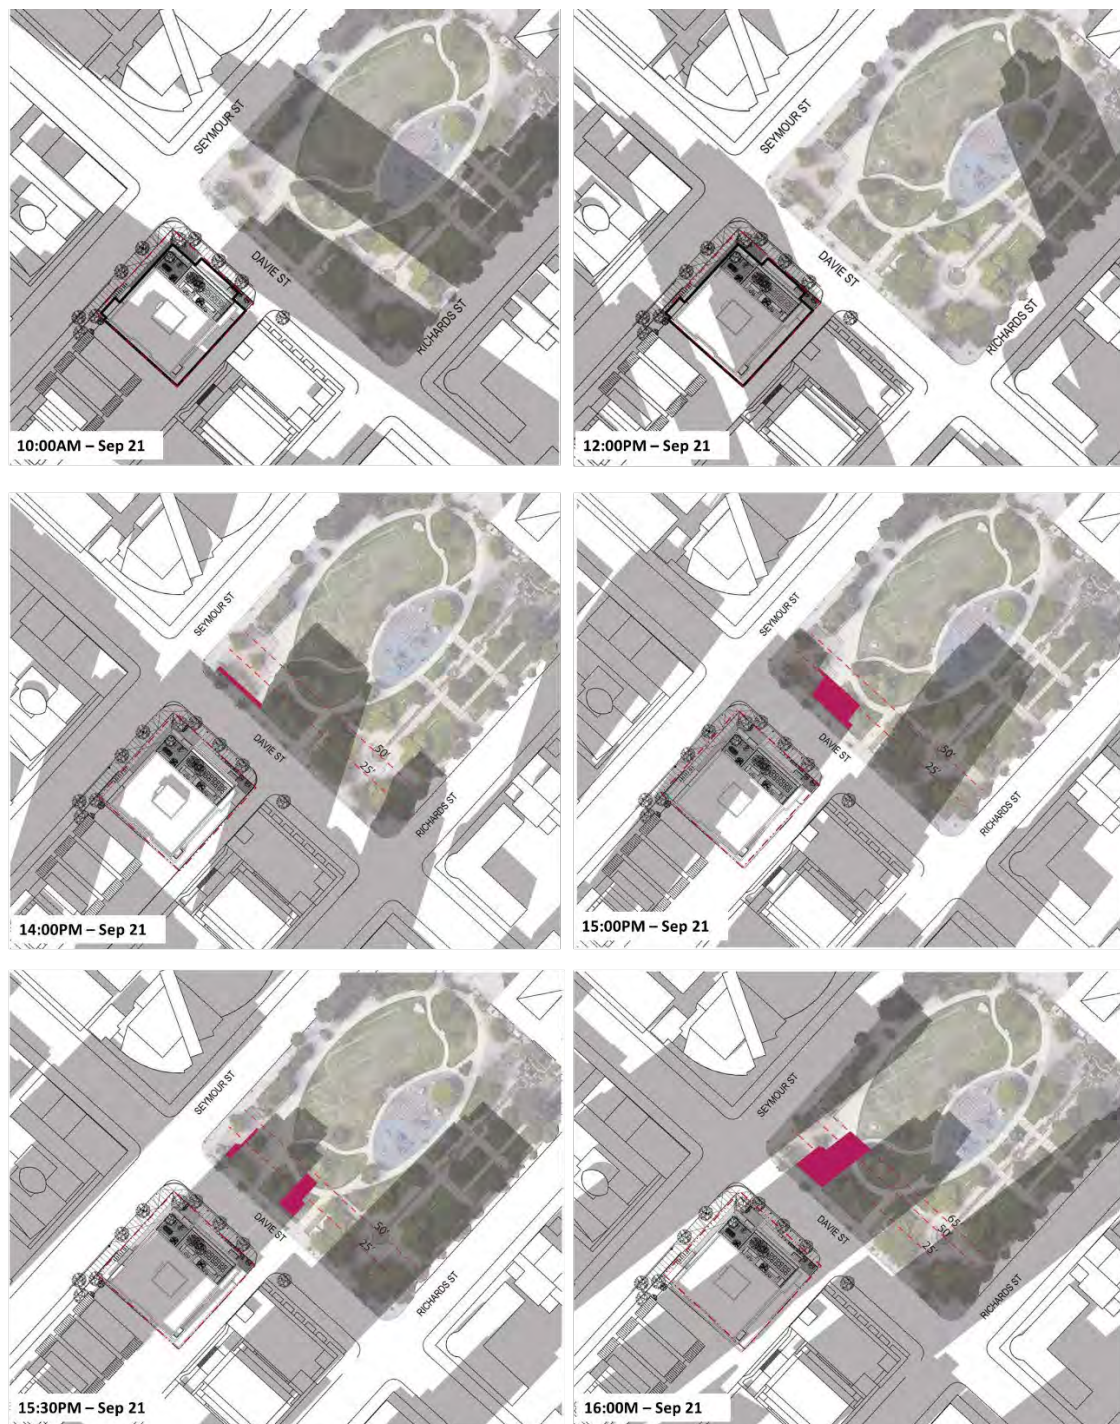 SEYMOUR ST
DAVIE ST
RICHARDS ST
10:00AM – Sep 21
SEYMOUR ST
DAVIE ST
RICHARDS ST
12:00PM – Sep 21
SEYMOUR ST
DAVIE ST
50'
25'
RICHARDS ST
14:00PM – Sep 21
SEYMOUR ST
DAVIE ST
50'
25'
RICHARDS ST
15:00PM – Sep 21
SEYMOUR ST
DAVIE ST
50'
25'
RICHARDS ST
15:30PM – Sep 21
SEYMOUR ST
DAVIE ST
65'
50'
25'
RICHARDS ST
16:00M – Sep 21